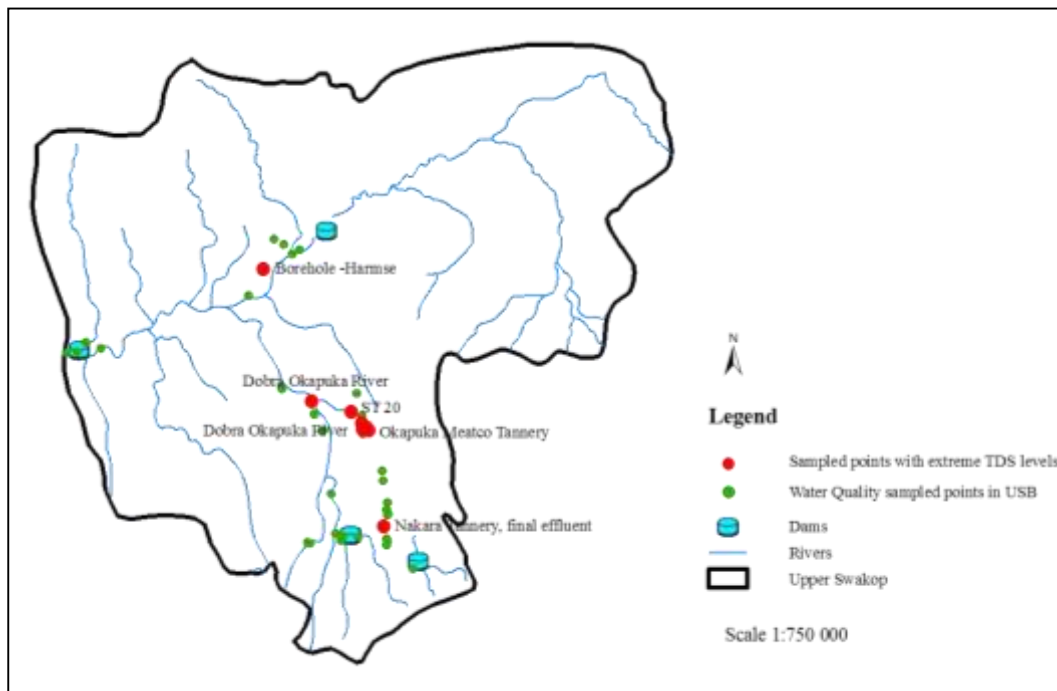 Borehole -Harmse
Dobra Okapuka River
ST 20
Dobra Okapuka River
Okapuka Meatco Tannery
Nakara Tannery, final effluent
N
Legend
Sampled points with extreme TDS levels
Water Quality sampled points in USB
Dams
Rivers
Upper Swakop
Scale 1:750 000